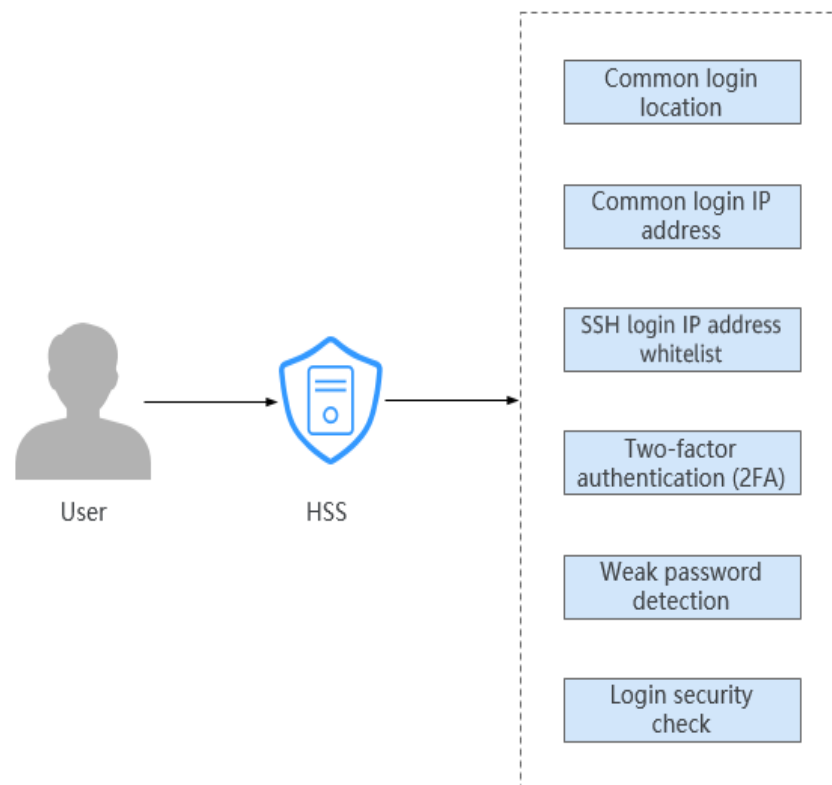 Common login
location
Common login IP
address
SSH login IP address
whitelist
Two-factor
authentication (2FA)
User
HSS
Weak password
detection
Login security
check